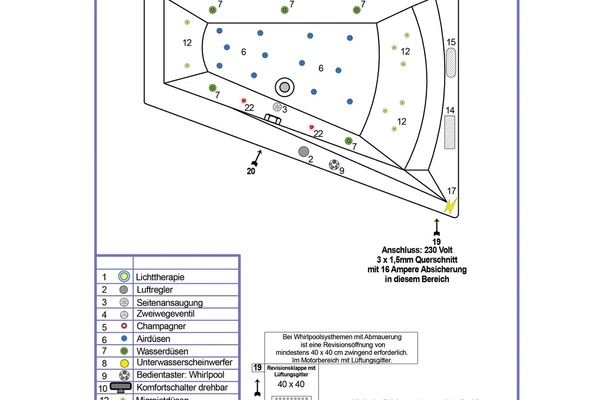 7 7 7
12 6 6 12 15
7 22 3 14
22 7
2 9
20
17
19
Anschluss: 230 Volt
3 x 1,5mm Querschnitt
mit 16 Ampere Absicherung
in diesem Bereich
1 Lichttherapie
2 Luftregler
3 Seitenansaugung
4 Zweiwegeventil
5 Champagner
6 Airdüsen
7 Wasserdüsen
8 Unterwasserscheinwerfer
9 Bedientaster: Whirlpool
10 Komfortschalter drehbar
12 Microjetdüsen
Bei Whirlpoolsysthemen mit Abmauerung
ist eine Revisionsöffnung von
mindestens 40 x 40 cm zwingend erforderlich.
Im Motorbereich mit Lüftungsgitter.
19
Revisionsklappe mit
Lüftungsgitter
40 x 40